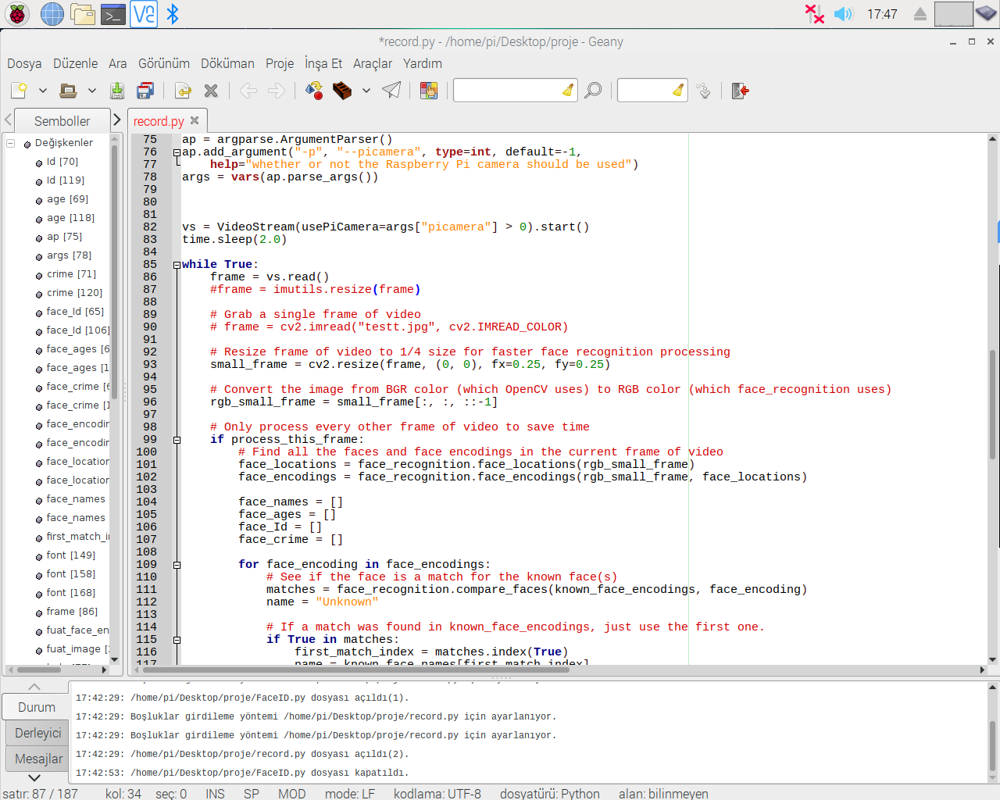 17:47
*record.py - /home/pi/Desktop/proje - Geany
Dosya Düzenle Ara Görünüm Döküman Proje İnşa Et Araçlar Yardım
Semboller
record.py
Değişkenler
Id [70]
Id [119]
age [69]
age [118]
ap [75]
args [78]
crime [71]
crime [120]
face_Id [65]
face_Id [106]
face_ages [6
face_ages [1
face_crime [6
face_crime [1
face_encodin
face_encodin
face_location
face_location
face_names
face_names
first_match_i
font [149]
font [158]
font [168]
frame [86]
fuat_face_en
fuat_image [
75 ap = argparse.ArgumentParser()
76 ap.add_argument("-p", "--picamera", type=int, default=-1,
77     help="whether or not the Raspberry Pi camera should be used")
78 args = vars(ap.parse_args())
79
80
81
82 vs = VideoStream(usePiCamera=args["picamera"] > 0).start()
83 time.sleep(2.0)
84
85 while True:
86     frame = vs.read()
87     #frame = imutils.resize(frame)
88
89     # Grab a single frame of video
90     # frame = cv2.imread("testt.jpg", cv2.IMREAD_COLOR)
91
92     # Resize frame of video to 1/4 size for faster face recognition processing
93     small_frame = cv2.resize(frame, (0, 0), fx=0.25, fy=0.25)
94
95     # Convert the image from BGR color (which OpenCV uses) to RGB color (which face_recognition uses)
96     rgb_small_frame = small_frame[:, :, ::-1]
97
98     # Only process every other frame of video to save time
99     if process_this_frame:
100         # Find all the faces and face encodings in the current frame of video
101         face_locations = face_recognition.face_locations(rgb_small_frame)
102         face_encodings = face_recognition.face_encodings(rgb_small_frame, face_locations)
103
104         face_names = []
105         face_ages = []
106         face_Id = []
107         face_crime = []
108
109         for face_encoding in face_encodings:
110             # See if the face is a match for the known face(s)
111             matches = face_recognition.compare_faces(known_face_encodings, face_encoding)
112             name = "Unknown"
113
114             # If a match was found in known_face_encodings, just use the first one.
115             if True in matches:
116                 first_match_index = matches.index(True)
117                 name = known_face_names[first_match_index]
Durum
Derleyici
Mesajlar
17:42:29: /home/pi/Desktop/proje/FaceID.py dosyası açıldı(1).
17:42:29: Boşluklar girdileme yöntemi /home/pi/Desktop/proje/record.py için ayarlanıyor.
17:42:29: Boşluklar girdileme yöntemi /home/pi/Desktop/proje/record.py için ayarlanıyor.
17:42:29: /home/pi/Desktop/proje/record.py dosyası açıldı(2).
17:42:53: /home/pi/Desktop/proje/FaceID.py dosyası kapatıldı.
satır: 87 / 187 kol: 34 seç: 0 INS SP MOD mode: LF kodlama: UTF-8 dosyatürü: Python alan: bilinmeyen